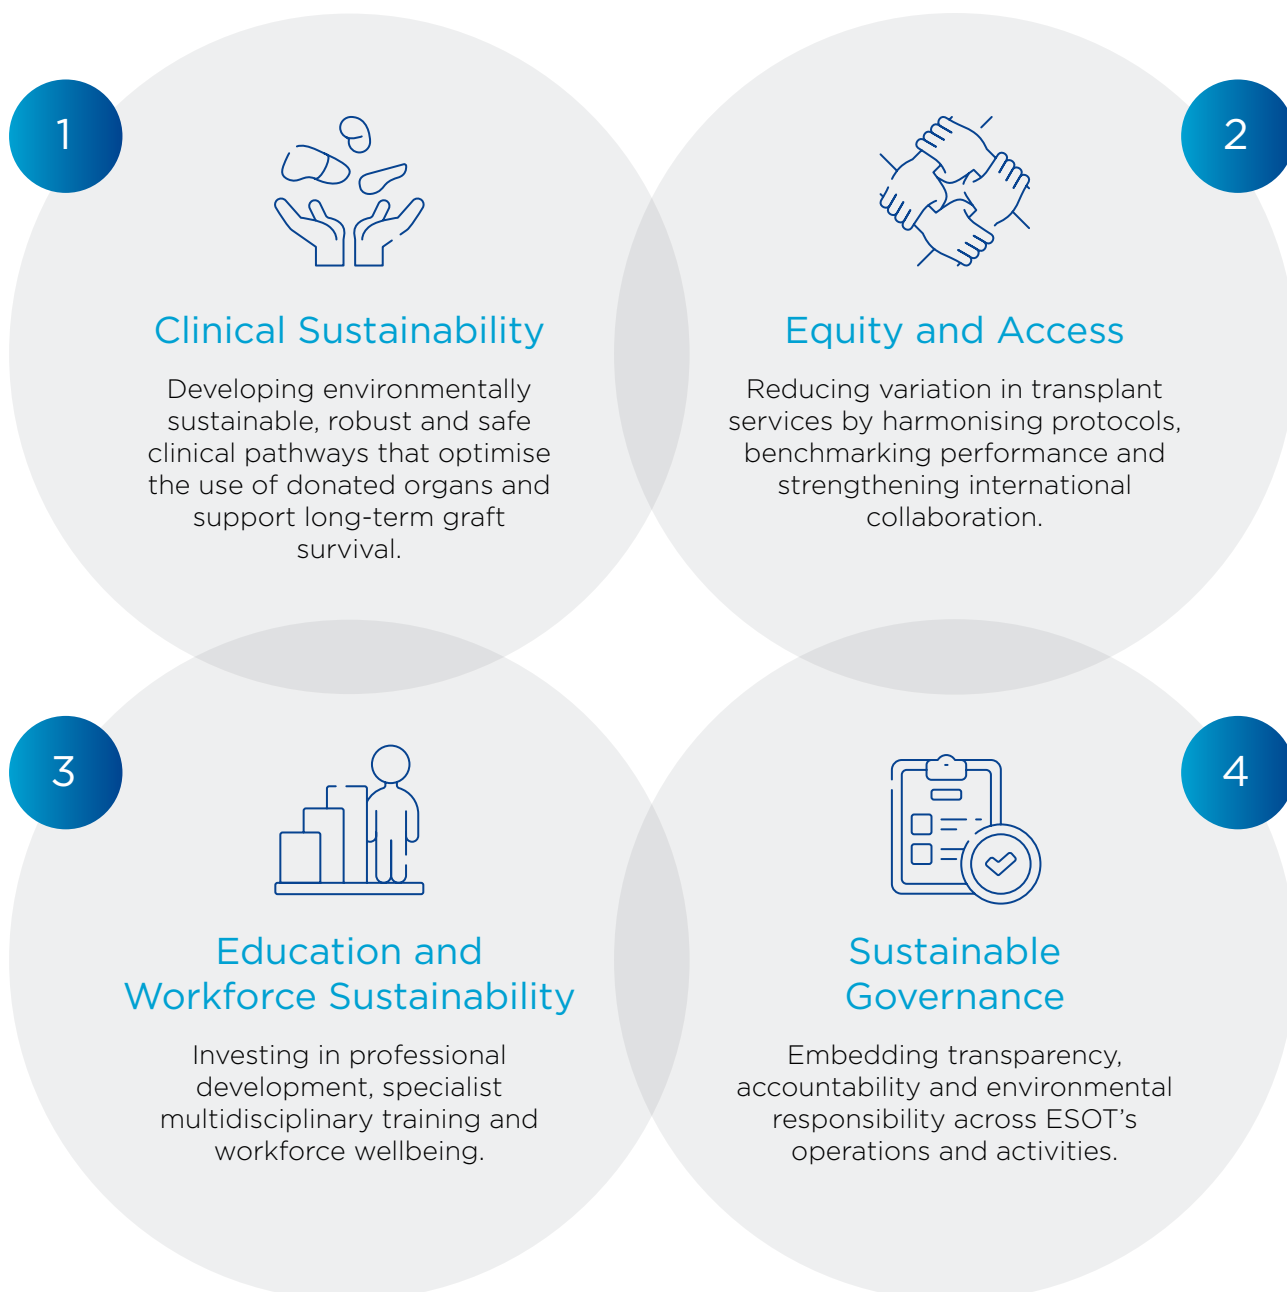 1
Clinical Sustainability
Developing environmentally
sustainable, robust and safe
clinical pathways that optimise
the use of donated organs and
support long-term graft
survival.
2
Equity and Access
Reducing variation in transplant
services by harmonising protocols,
benchmarking performance and
strengthening international
collaboration.
3
Education and
Workforce Sustainability
Investing in professional
development, specialist
multidisciplinary training and
workforce wellbeing.
4
Sustainable
Governance
Embedding transparency,
accountability and environmental
responsibility across ESOT’s
operations and activities.